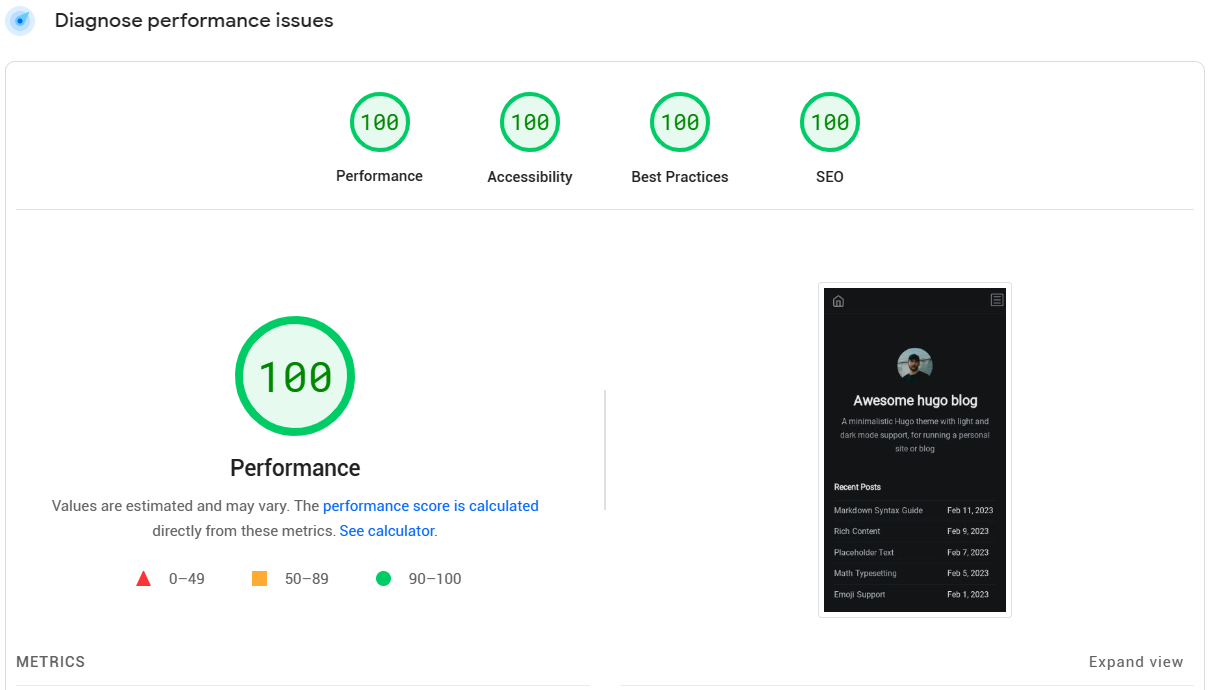 Diagnose performance issues
100 100 100 100
Performance Accessibility Best Practices SEO
100
Performance
Values are estimated and may vary. The performance score is calculated
directly from these metrics. See calculator.
0–49 50–89 90–100
Awesome hugo blog
A minimalistic Hugo theme with light and
dark mode support, for running a personal
site or blog
Recent Posts
Markdown Syntax Guide Feb 11, 2023
Rich Content Feb 9, 2023
Placeholder Text Feb 7, 2023
Math Typesetting Feb 5, 2023
Emoji Support Feb 1, 2023
METRICS
Expand view